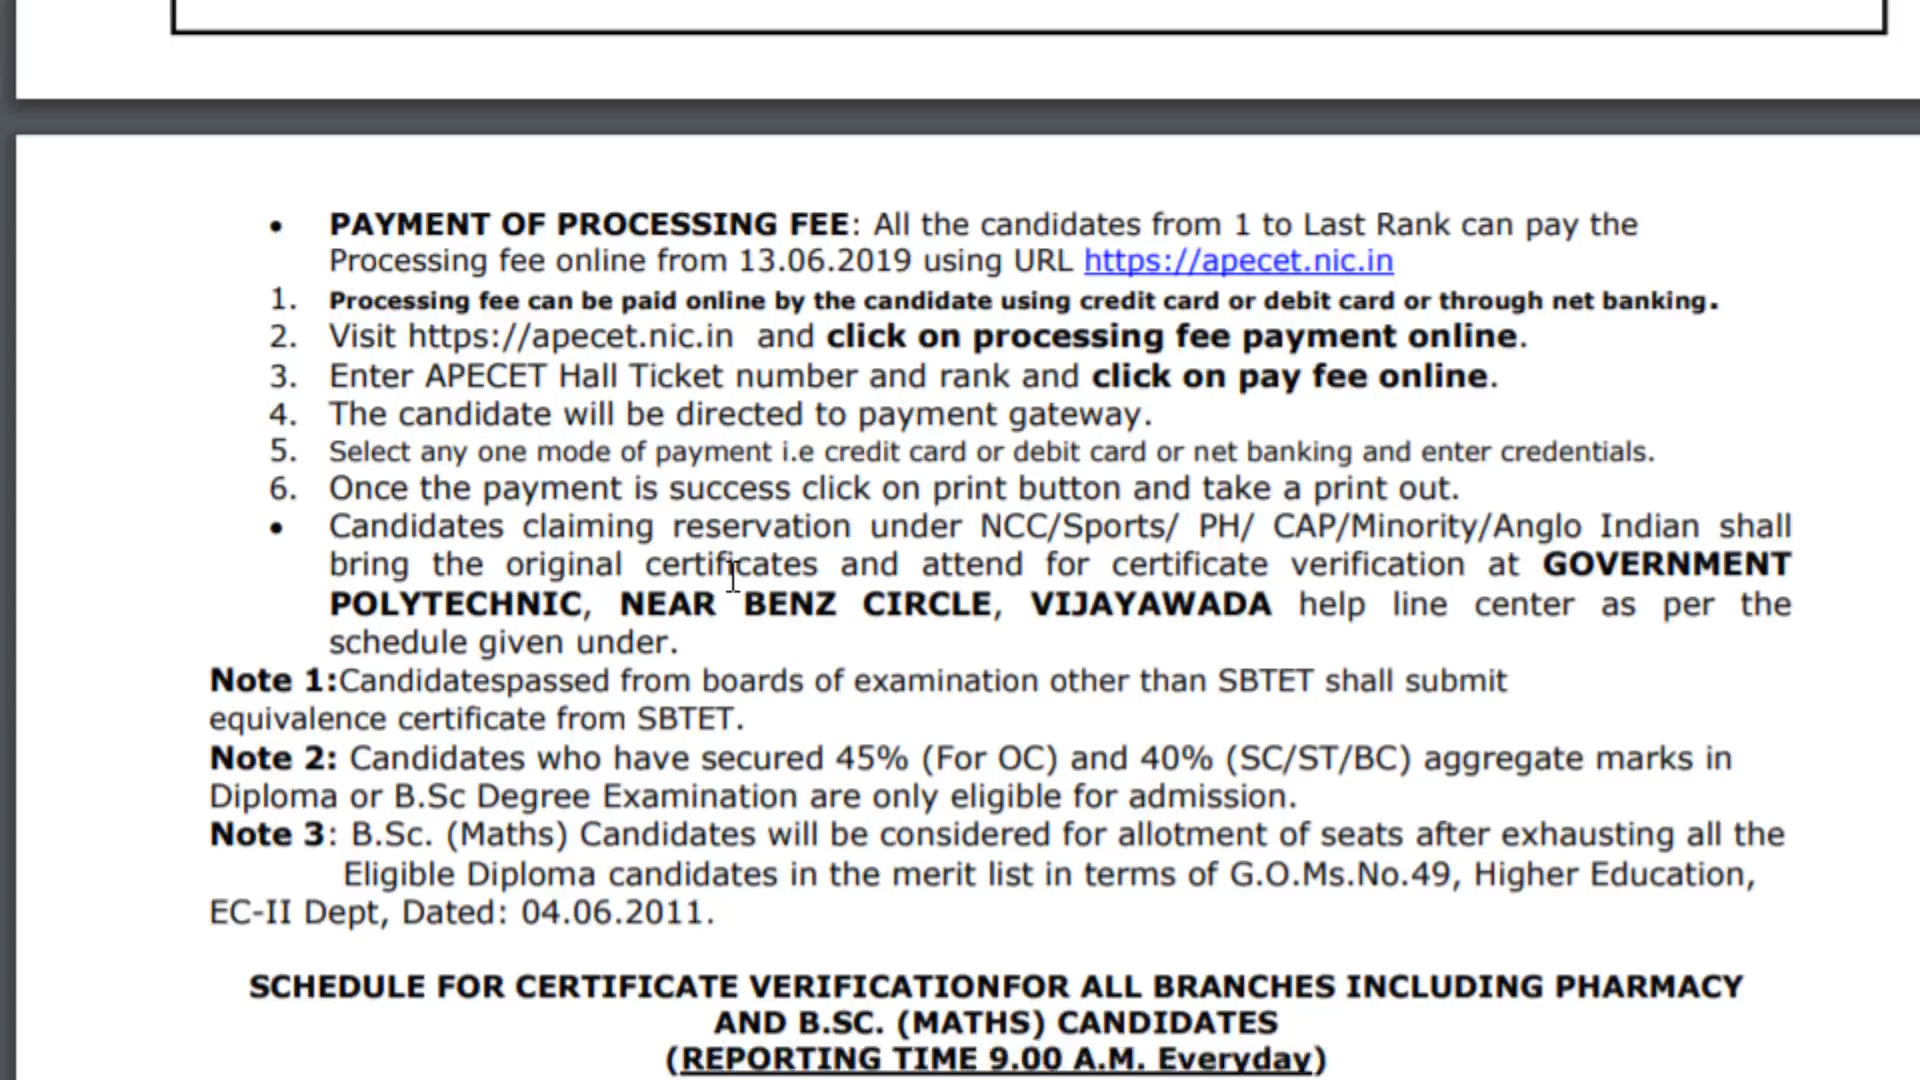 • PAYMENT OF PROCESSING FEE: All the candidates from 1 to Last Rank can pay the
Processing fee online from 13.06.2019 using URL https://apecet.nic.in
1. Processing fee can be paid online by the candidate using credit card or debit card or through net banking.
2. Visit https://apecet.nic.in and click on processing fee payment online.
3. Enter APECET Hall Ticket number and rank and click on pay fee online.
4. The candidate will be directed to payment gateway.
5. Select any one mode of payment i.e credit card or debit card or net banking and enter credentials.
6. Once the payment is success click on print button and take a print out.
• Candidates claiming reservation under NCC/Sports/ PH/ CAP/Minority/Anglo Indian shall
bring the original certificates and attend for certificate verification at GOVERNMENT
POLYTECHNIC, NEAR BENZ CIRCLE, VIJAYAWADA help line center as per the
schedule given under.
Note 1:Candidatespassed from boards of examination other than SBTET shall submit
equivalence certificate from SBTET.
Note 2: Candidates who have secured 45% (For OC) and 40% (SC/ST/BC) aggregate marks in
Diploma or B.Sc Degree Examination are only eligible for admission.
Note 3: B.Sc. (Maths) Candidates will be considered for allotment of seats after exhausting all the
Eligible Diploma candidates in the merit list in terms of G.O.Ms.No.49, Higher Education,
EC-II Dept, Dated: 04.06.2011.
SCHEDULE FOR CERTIFICATE VERIFICATIONFOR ALL BRANCHES INCLUDING PHARMACY
AND B.SC. (MATHS) CANDIDATES
(REPORTING TIME 9.00 A.M. Everyday)